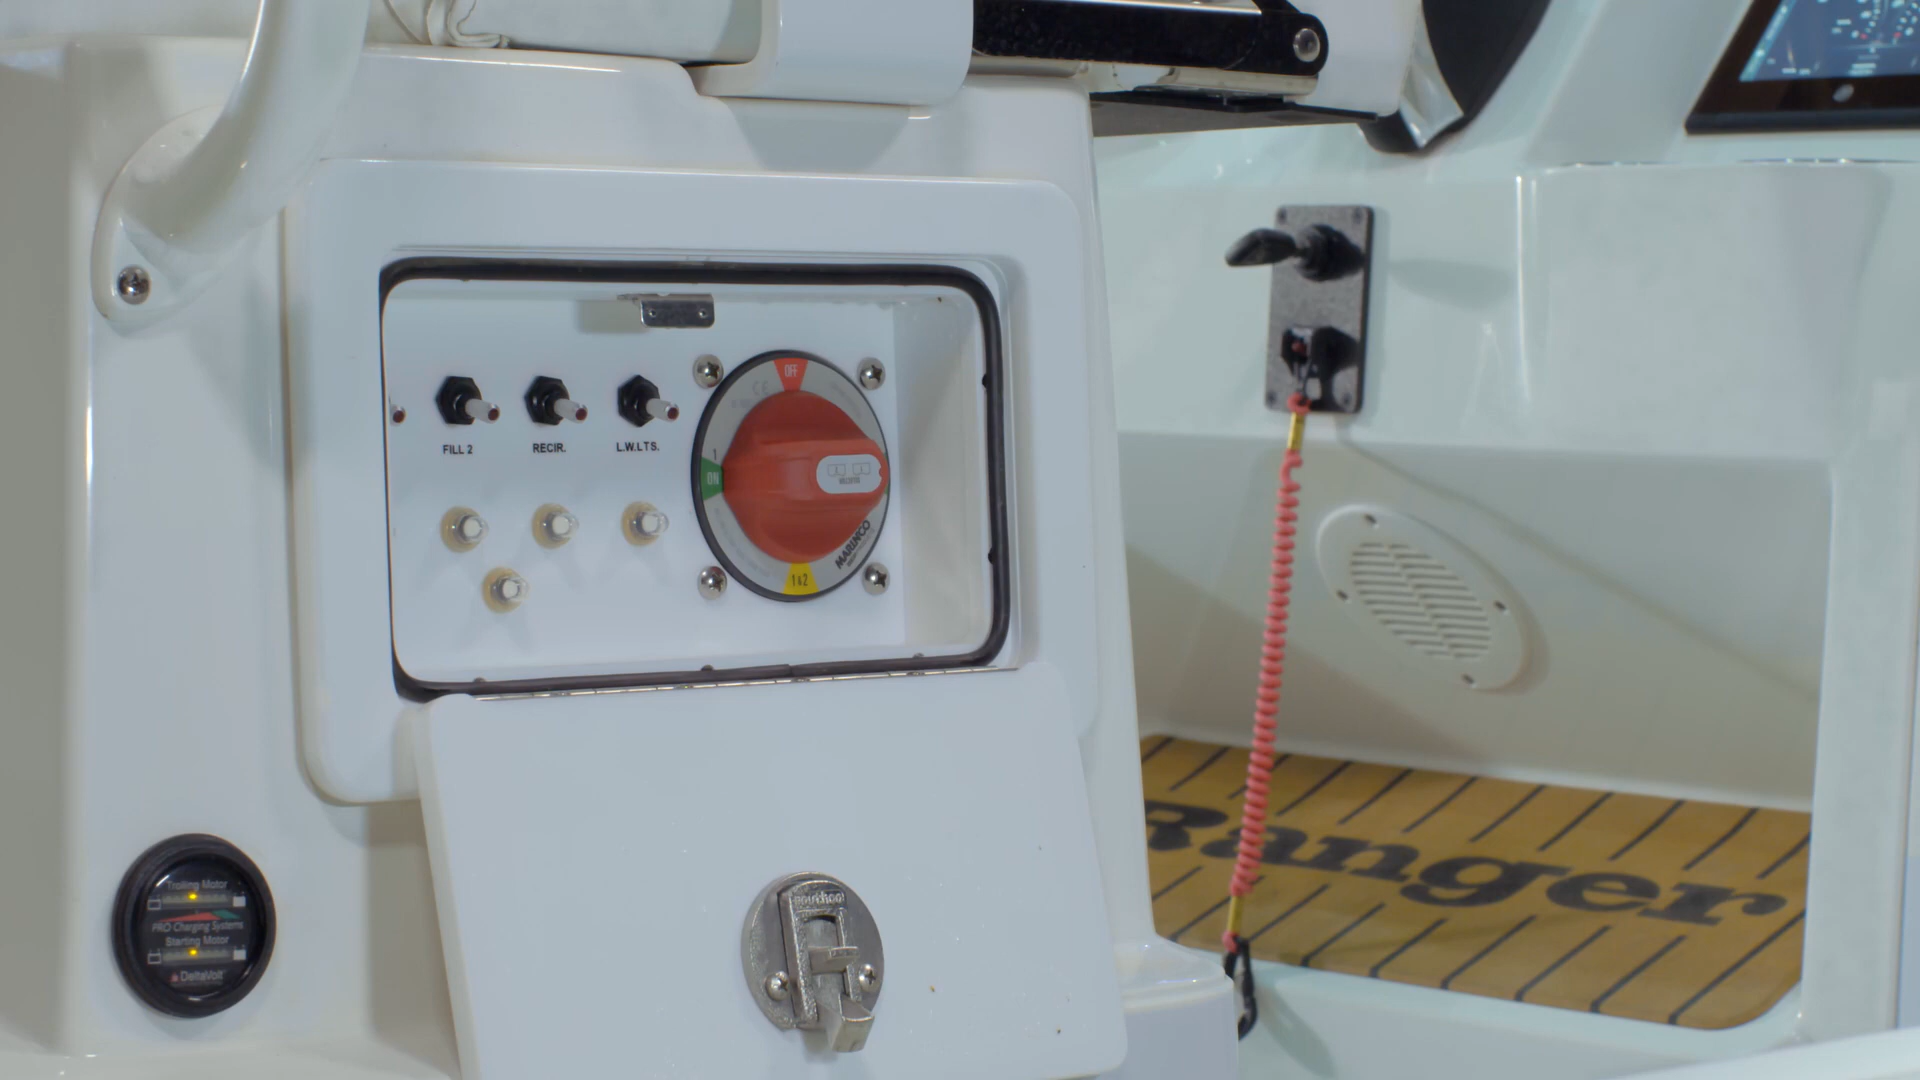 OFF
1
ON
FILL 2
RECIR.
L.W.LTS.
MARINCO
1&2
Trolling Motor
PRO Charging Systems
Starting Motor
DeltaVolt
southco
Ranger